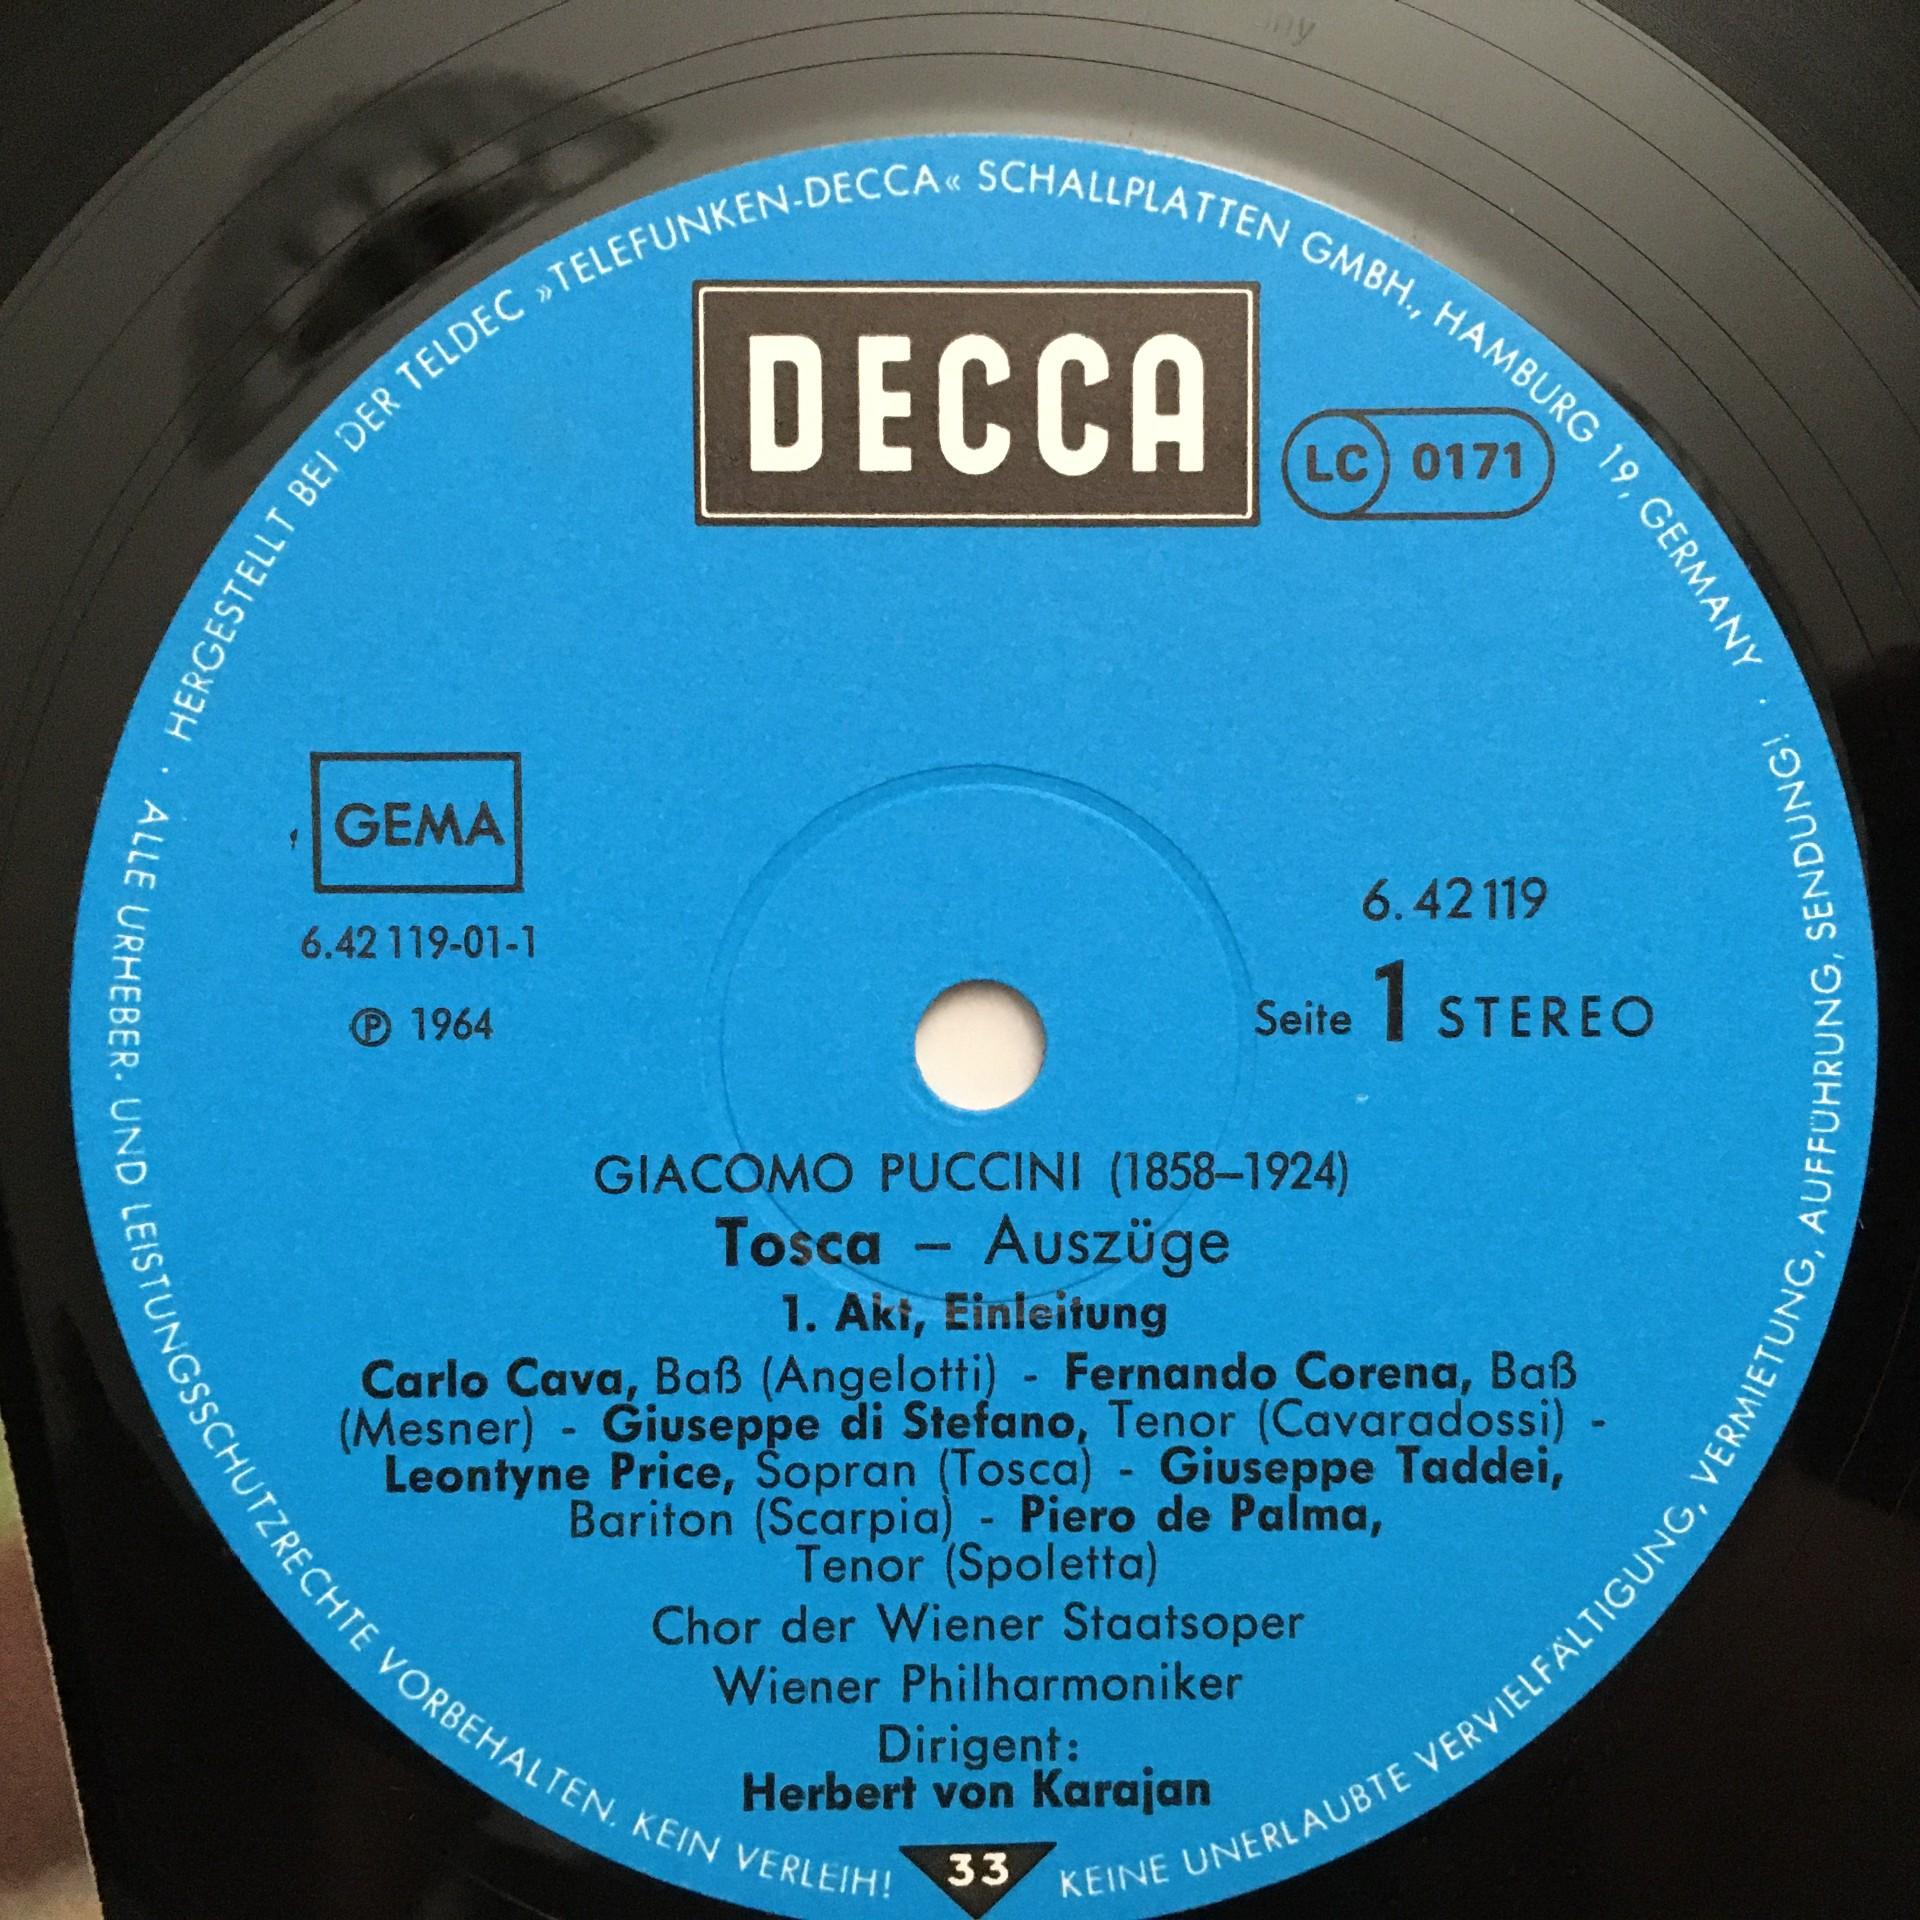 HERGESTELLT BEI DER TELDEC »TELEFUNKEN-DECCA« SCHALLPLATTEN GMBH., HAMBURG 19, GERMANY ·
DECCA
LC 0171
GEMA
6.42119-01-1
℗ 1964
6.42119
Seite 1 STEREO
GIACOMO PUCCINI (1858–1924)
Tosca – Auszüge
1. Akt, Einleitung
Carlo Cava, Baß (Angelotti) - Fernando Corena, Baß
(Mesner) - Giuseppe di Stefano, Tenor (Cavaradossi) -
Leontyne Price, Sopran (Tosca) - Giuseppe Taddei,
Bariton (Scarpia) - Piero de Palma,
Tenor (Spoletta)
Chor der Wiener Staatsoper
Wiener Philharmoniker
Dirigent:
Herbert von Karajan
33
· ALLE URHEBER- UND LEISTUNGSSCHUTZRECHTE VORBEHALTEN. KEIN VERLEIH!
KEINE UNERLAUBTE VERVIELFÄLTIGUNG, VERMIETUNG, AUFFÜHRUNG, SENDUNG!